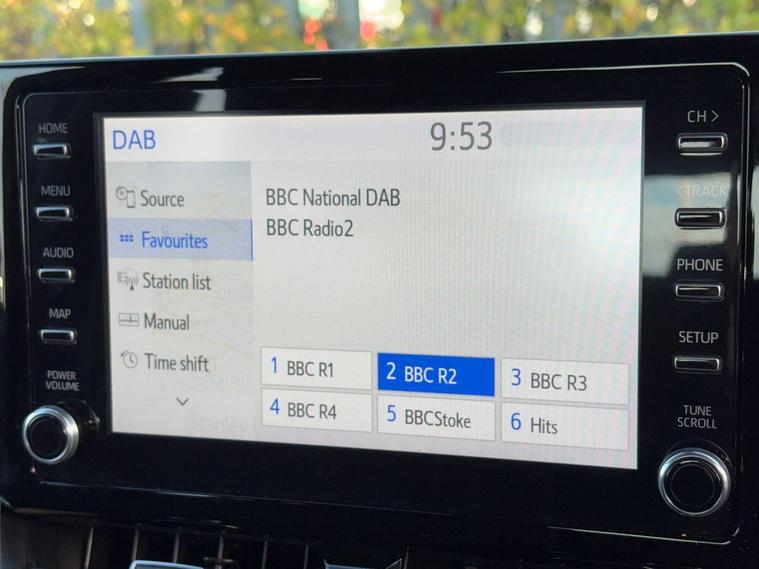 HOME
MENU
AUDIO
MAP
POWER
VOLUME
DAB
9:53
Source
Favourites
Station list
Manual
Time shift
Stanley
BBC National DAB
BBC Radio2
1 BBC R1
2 BBC R2
3 BBC R3
4 BBC R4
5 BBCStoke
6 Hits
CH >
< TRACK
PHONE
SETUP
TUNE
SCROLL